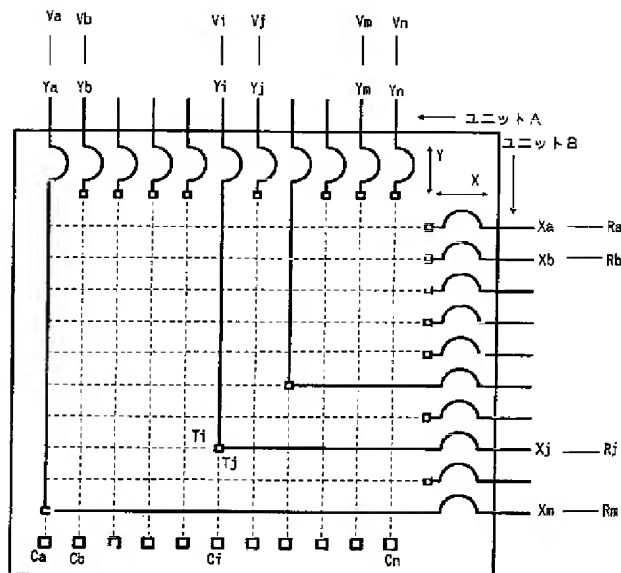 Va Vb Vi Vj Vm Vn
Ya Yb Yi Yj Ym Yn
ユニットA
ユニットB
Y
X
Xa Ra
Xb Rb
Ti
Tj
Xj Rj
Xm Rm
Ca Cb Ci Cn